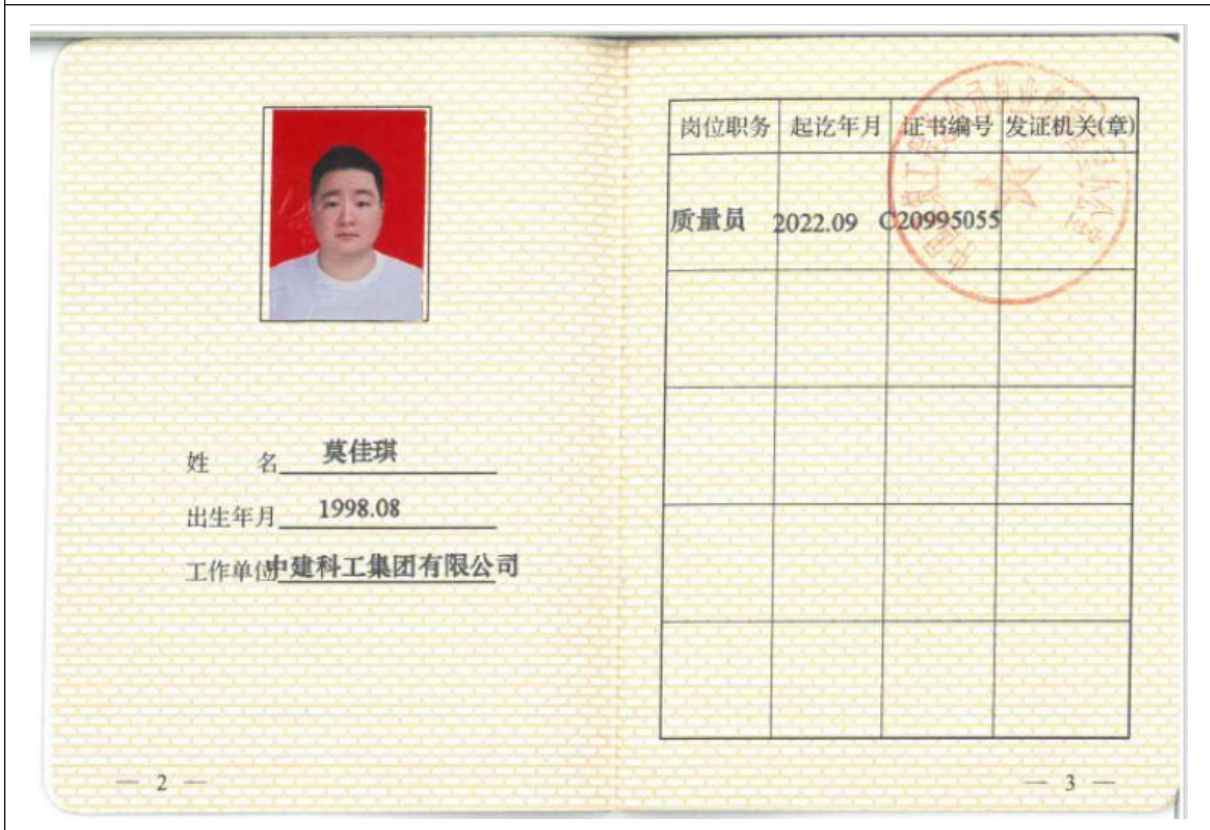 姓 名 莫佳琪
出生年月 1998.08
工作单位 中建科工集团有限公司
— 2 —
岗位职务 起讫年月 证书编号 发证机关(章)
质量员 2022.09 C20995055
— 3 —